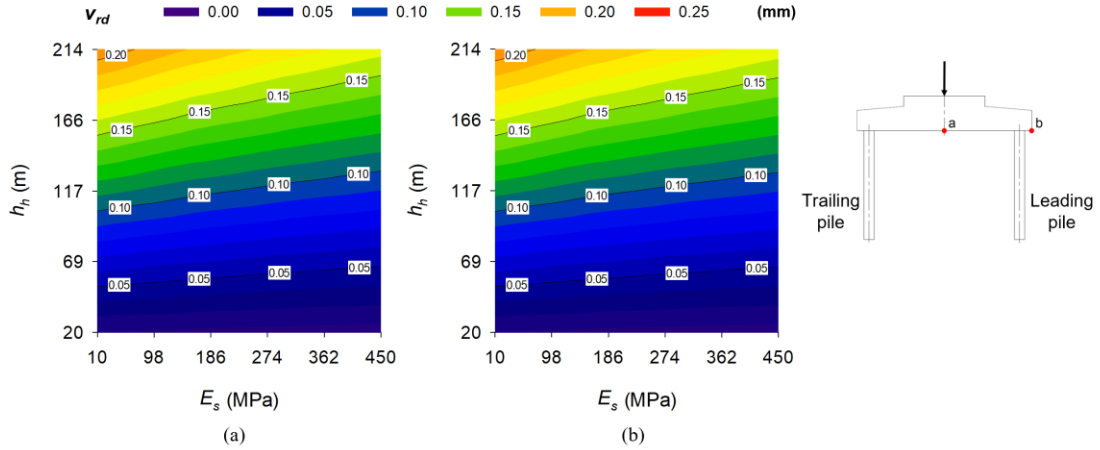 v_rd 0.00 0.05 0.10 0.15 0.20 0.25 (mm)
214 166 117 69 20
h_h (m)
0.20
0.15 0.15 0.15 0.15
0.10 0.10 0.10 0.10
0.05 0.05 0.05 0.05
10 98 186 274 362 450
E_s (MPa)
(a)
214 166 117 69 20
h_h (m)
0.20
0.15 0.15 0.15 0.15
0.10 0.10 0.10 0.10
0.05 0.05 0.05 0.05
10 98 186 274 362 450
E_s (MPa)
(b)
a b
Trailing
pile
Leading
pile